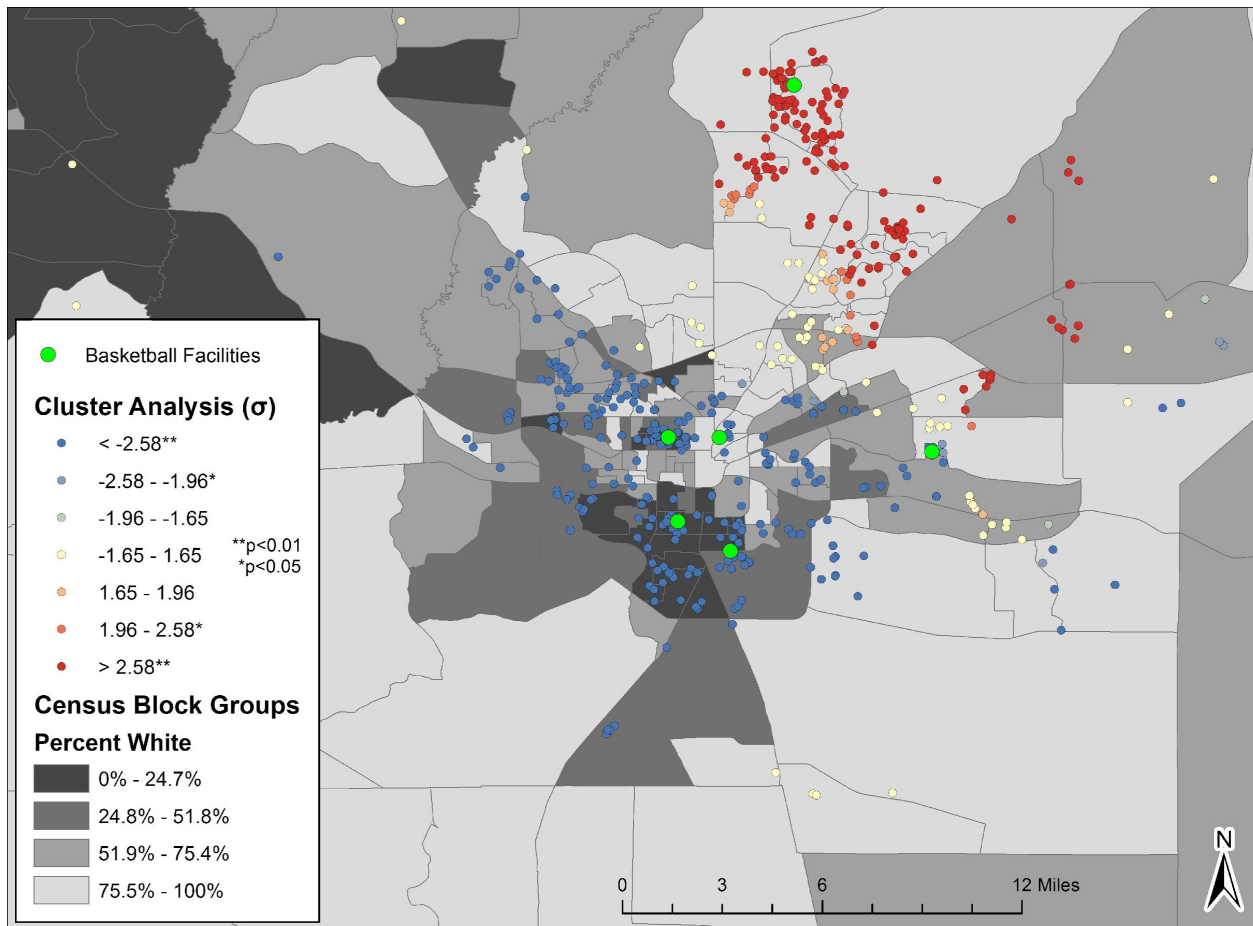 Basketball Facilities
Cluster Analysis (σ)
< -2.58**
-2.58 - -1.96*
-1.96 - -1.65
-1.65 - 1.65
1.65 - 1.96
1.96 - 2.58*
> 2.58**
**p<0.01
*p<0.05
Census Block Groups
Percent White
0% - 24.7%
24.8% - 51.8%
51.9% - 75.4%
75.5% - 100%
0 3 6 12 Miles
N